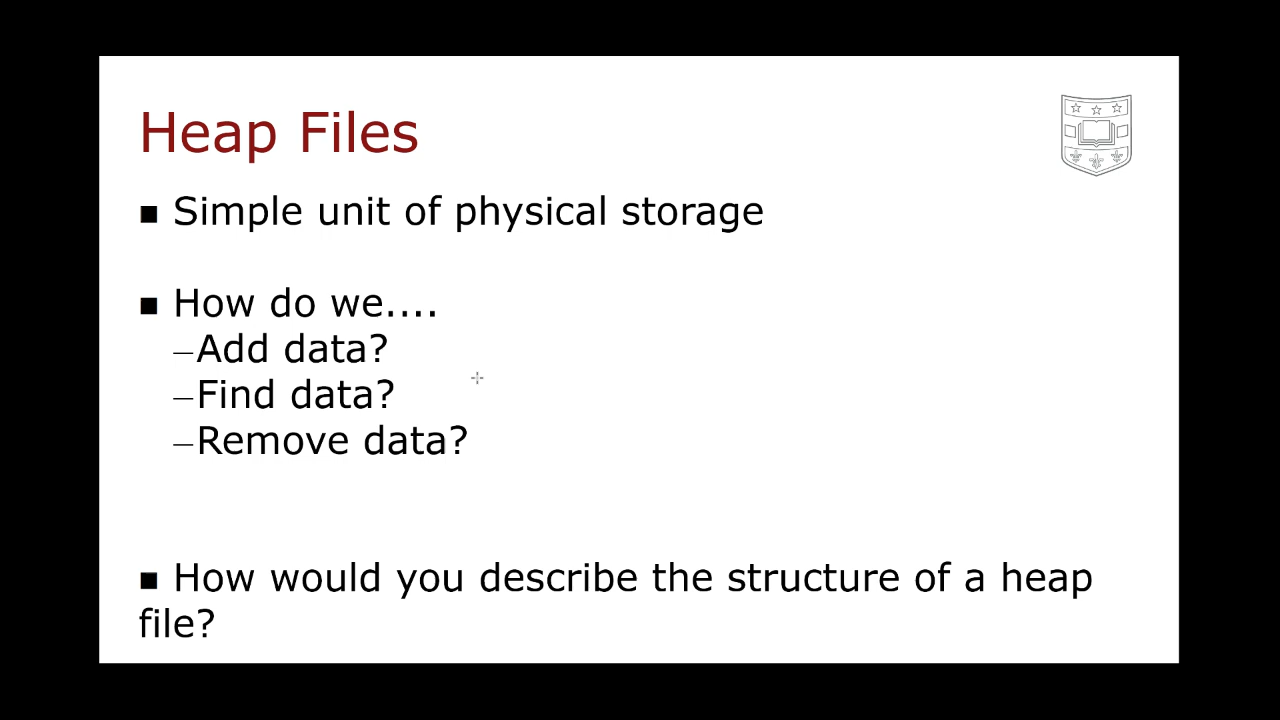 Heap Files
■ Simple unit of physical storage
■ How do we....
–Add data?
–Find data?
–Remove data?
■ How would you describe the structure of a heap
file?